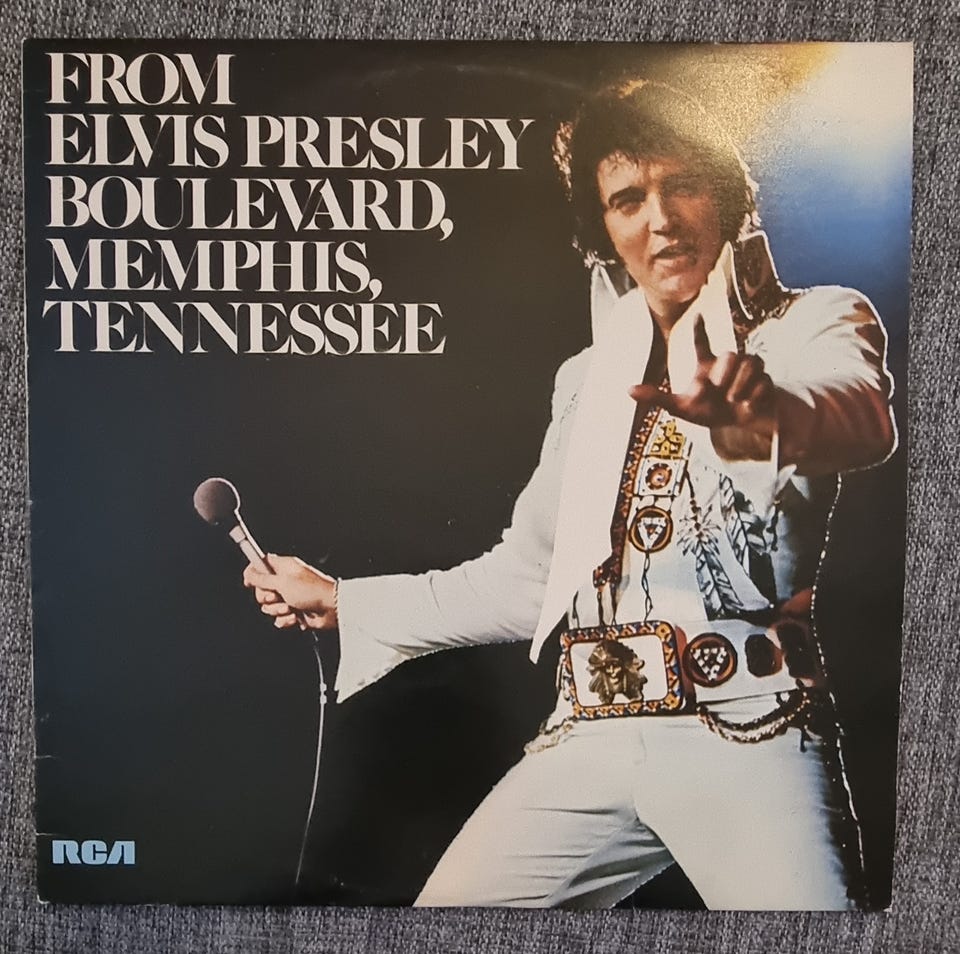 FROM
ELVIS PRESLEY
BOULEVARD,
MEMPHIS,
TENNESSEE
RCA